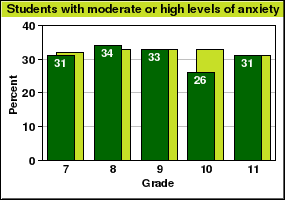 Students with moderate or high levels of anxiety
40
30
20
10
0
Percent
31
34
33
26
31
7 8 9 10 11
Grade